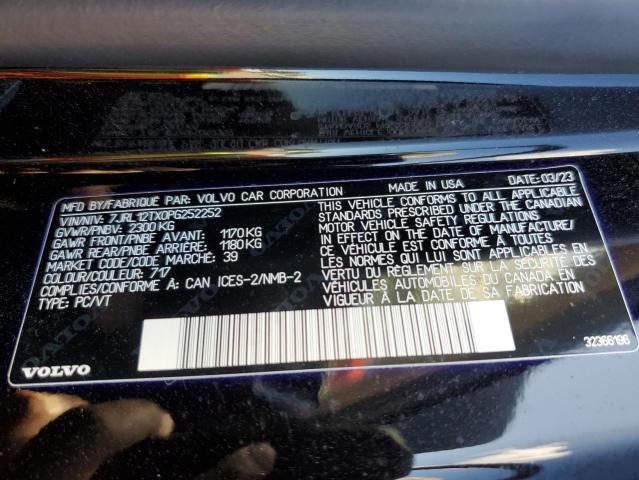 MFD BY/FABRIQUÉ PAR: VOLVO CAR CORPORATION MADE IN USA DATE: 03/23
VIN/NIV: 7JRL12TX0PG252252
GVWR/PNBV: 2300 KG
GAWR FRONT/PNBE AVANT: 1170 KG
GAWR REAR/PNBE ARRIÈRE: 1180 KG
MARKET CODE/CODE MARCHÉ: 39
COLOUR/COULEUR: 717
COMPLIES/CONFORME À: CAN ICES-2/NMB-2
TYPE: PC/VT
THIS VEHICLE CONFORMS TO ALL APPLICABLE
STANDARDS PRESCRIBED UNDER THE CANADIAN
MOTOR VEHICLE SAFETY REGULATIONS
IN EFFECT ON THE DATE OF MANUFACTURE/
CE VÉHICULE EST CONFORME À TOUTES
LES NORMES QUI LUI SONT APPLICABLES EN
VERTU DU RÈGLEMENT SUR LA SÉCURITÉ DES
VÉHICULES AUTOMOBILES DU CANADA EN
VIGUEUR À LA DATE DE SA FABRICATION
VOLVO
32366196